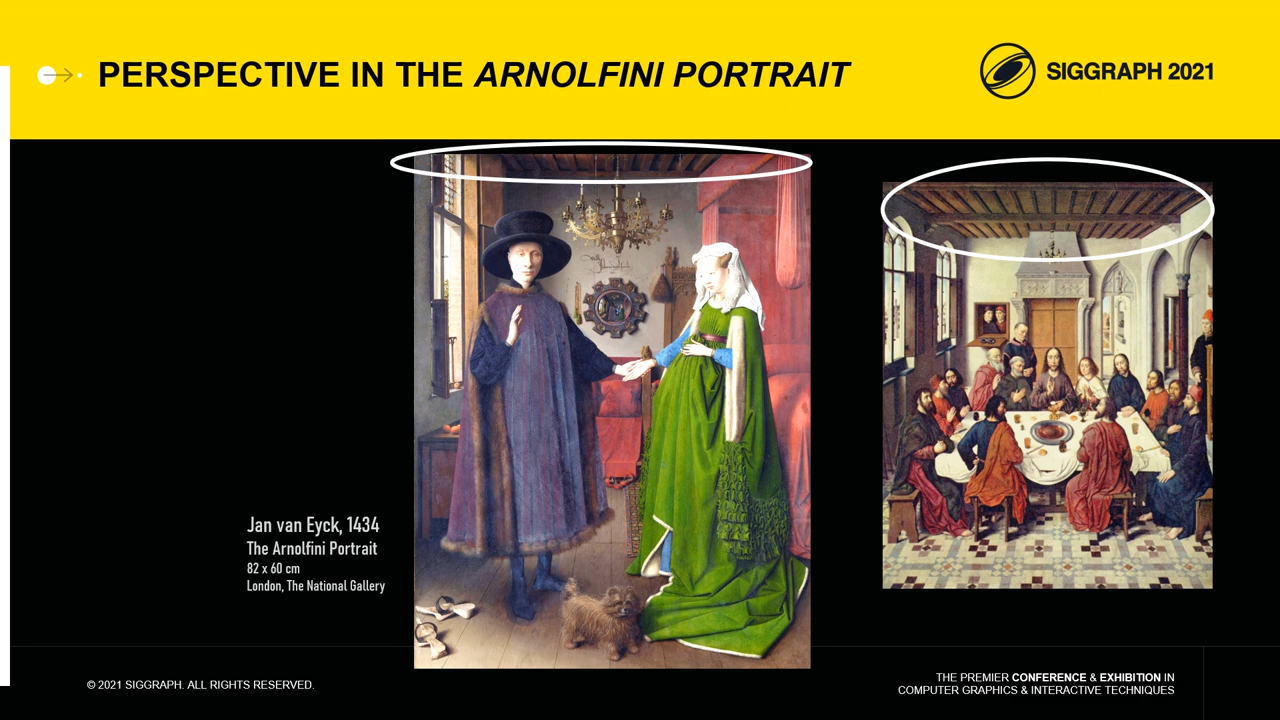 PERSPECTIVE IN THE ARNOLFINI PORTRAIT
SIGGRAPH 2021
Jan van Eyck, 1434
The Arnolfini Portrait
82 x 60 cm
London, The National Gallery
© 2021 SIGGRAPH. ALL RIGHTS RESERVED.
THE PREMIER CONFERENCE & EXHIBITION IN
COMPUTER GRAPHICS & INTERACTIVE TECHNIQUES